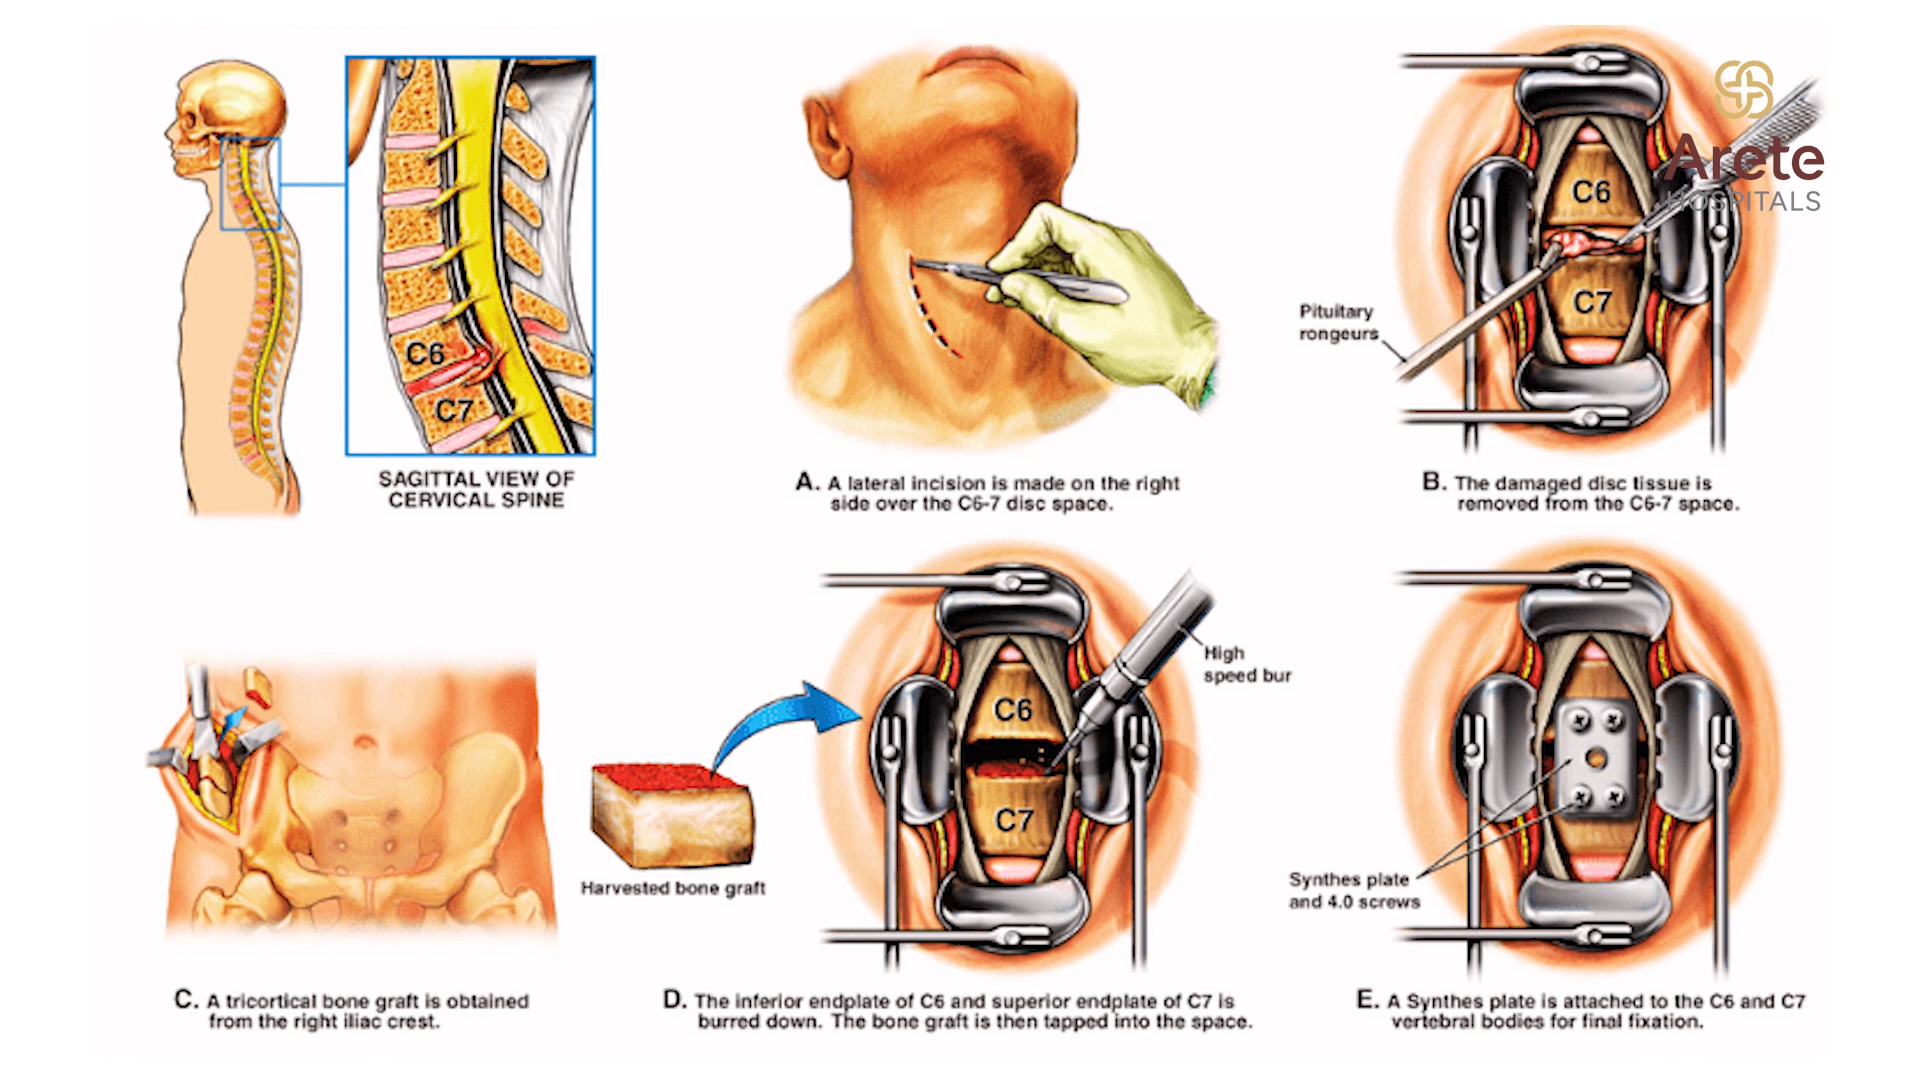 Arete
HOSPITALS
C6
C7
SAGITTAL VIEW OF
CERVICAL SPINE
A. A lateral incision is made on the right
side over the C6-7 disc space.
C6
C7
Pituitary
rongeurs
B. The damaged disc tissue is
removed from the C6-7 space.
C. A tricortical bone graft is obtained
from the right iliac crest.
Harvested bone graft
High
speed bur
C6
C7
D. The inferior endplate of C6 and superior endplate of C7 is
burred down. The bone graft is then tapped into the space.
Synthes plate
and 4.0 screws
E. A Synthes plate is attached to the C6 and C7
vertebral bodies for final fixation.